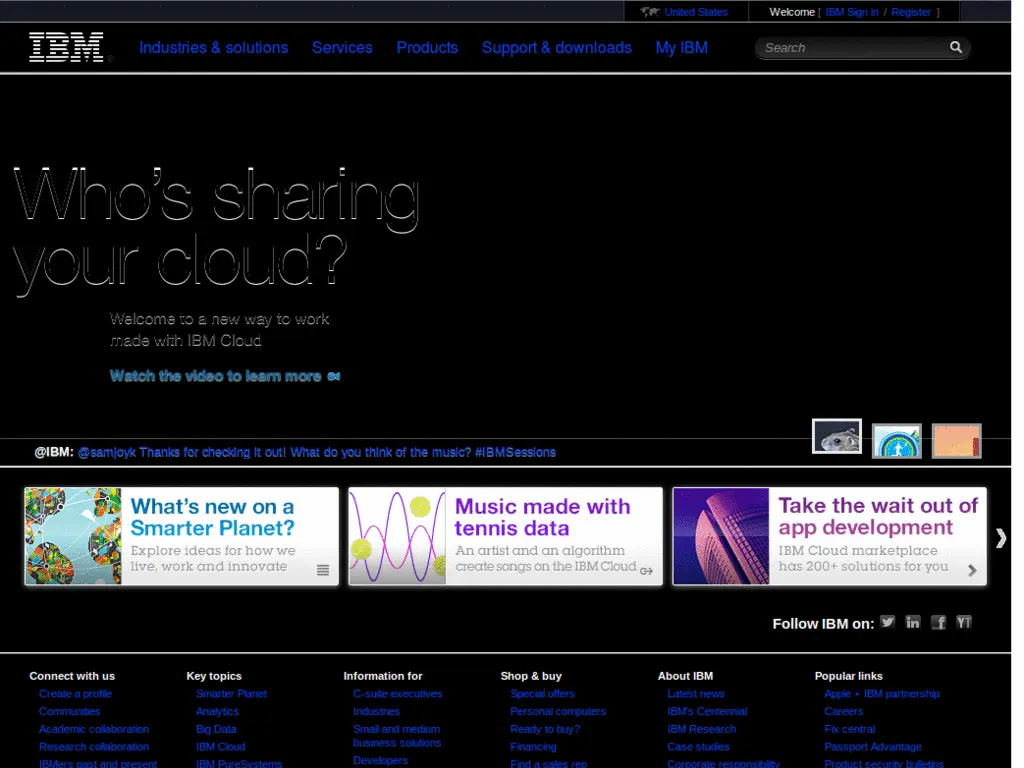 United States
Welcome [ IBM Sign in / Register ]
IBM®
Industries & solutions
Services
Products
Support & downloads
My IBM
Search
Who's sharing
your cloud?
Welcome to a new way to work
made with IBM Cloud
Watch the video to learn more
@IBM: @samjoyk Thanks for checking it out! What do you think of the music? #IBMSessions
What's new on a
Smarter Planet?
Explore ideas for how we
live, work and innovate
Music made with
tennis data
An artist and an algorithm
create songs on the IBM Cloud
Take the wait out of
app development
IBM Cloud marketplace
has 200+ solutions for you
Follow IBM on:
Connect with us
Create a profile
Communities
Academic collaboration
Research collaboration
IBMers past and present
Key topics
Smarter Planet
Analytics
Big Data
IBM Cloud
IBM PureSystems
Information for
C-suite executives
Industries
Small and medium
business solutions
Developers
Shop & buy
Special offers
Personal computers
Ready to buy?
Financing
Find a sales rep
About IBM
Latest news
IBM's Centennial
IBM Research
Case studies
Corporate responsibility
Popular links
Apple + IBM partnership
Careers
Fix central
Passport Advantage
Product security bulletins